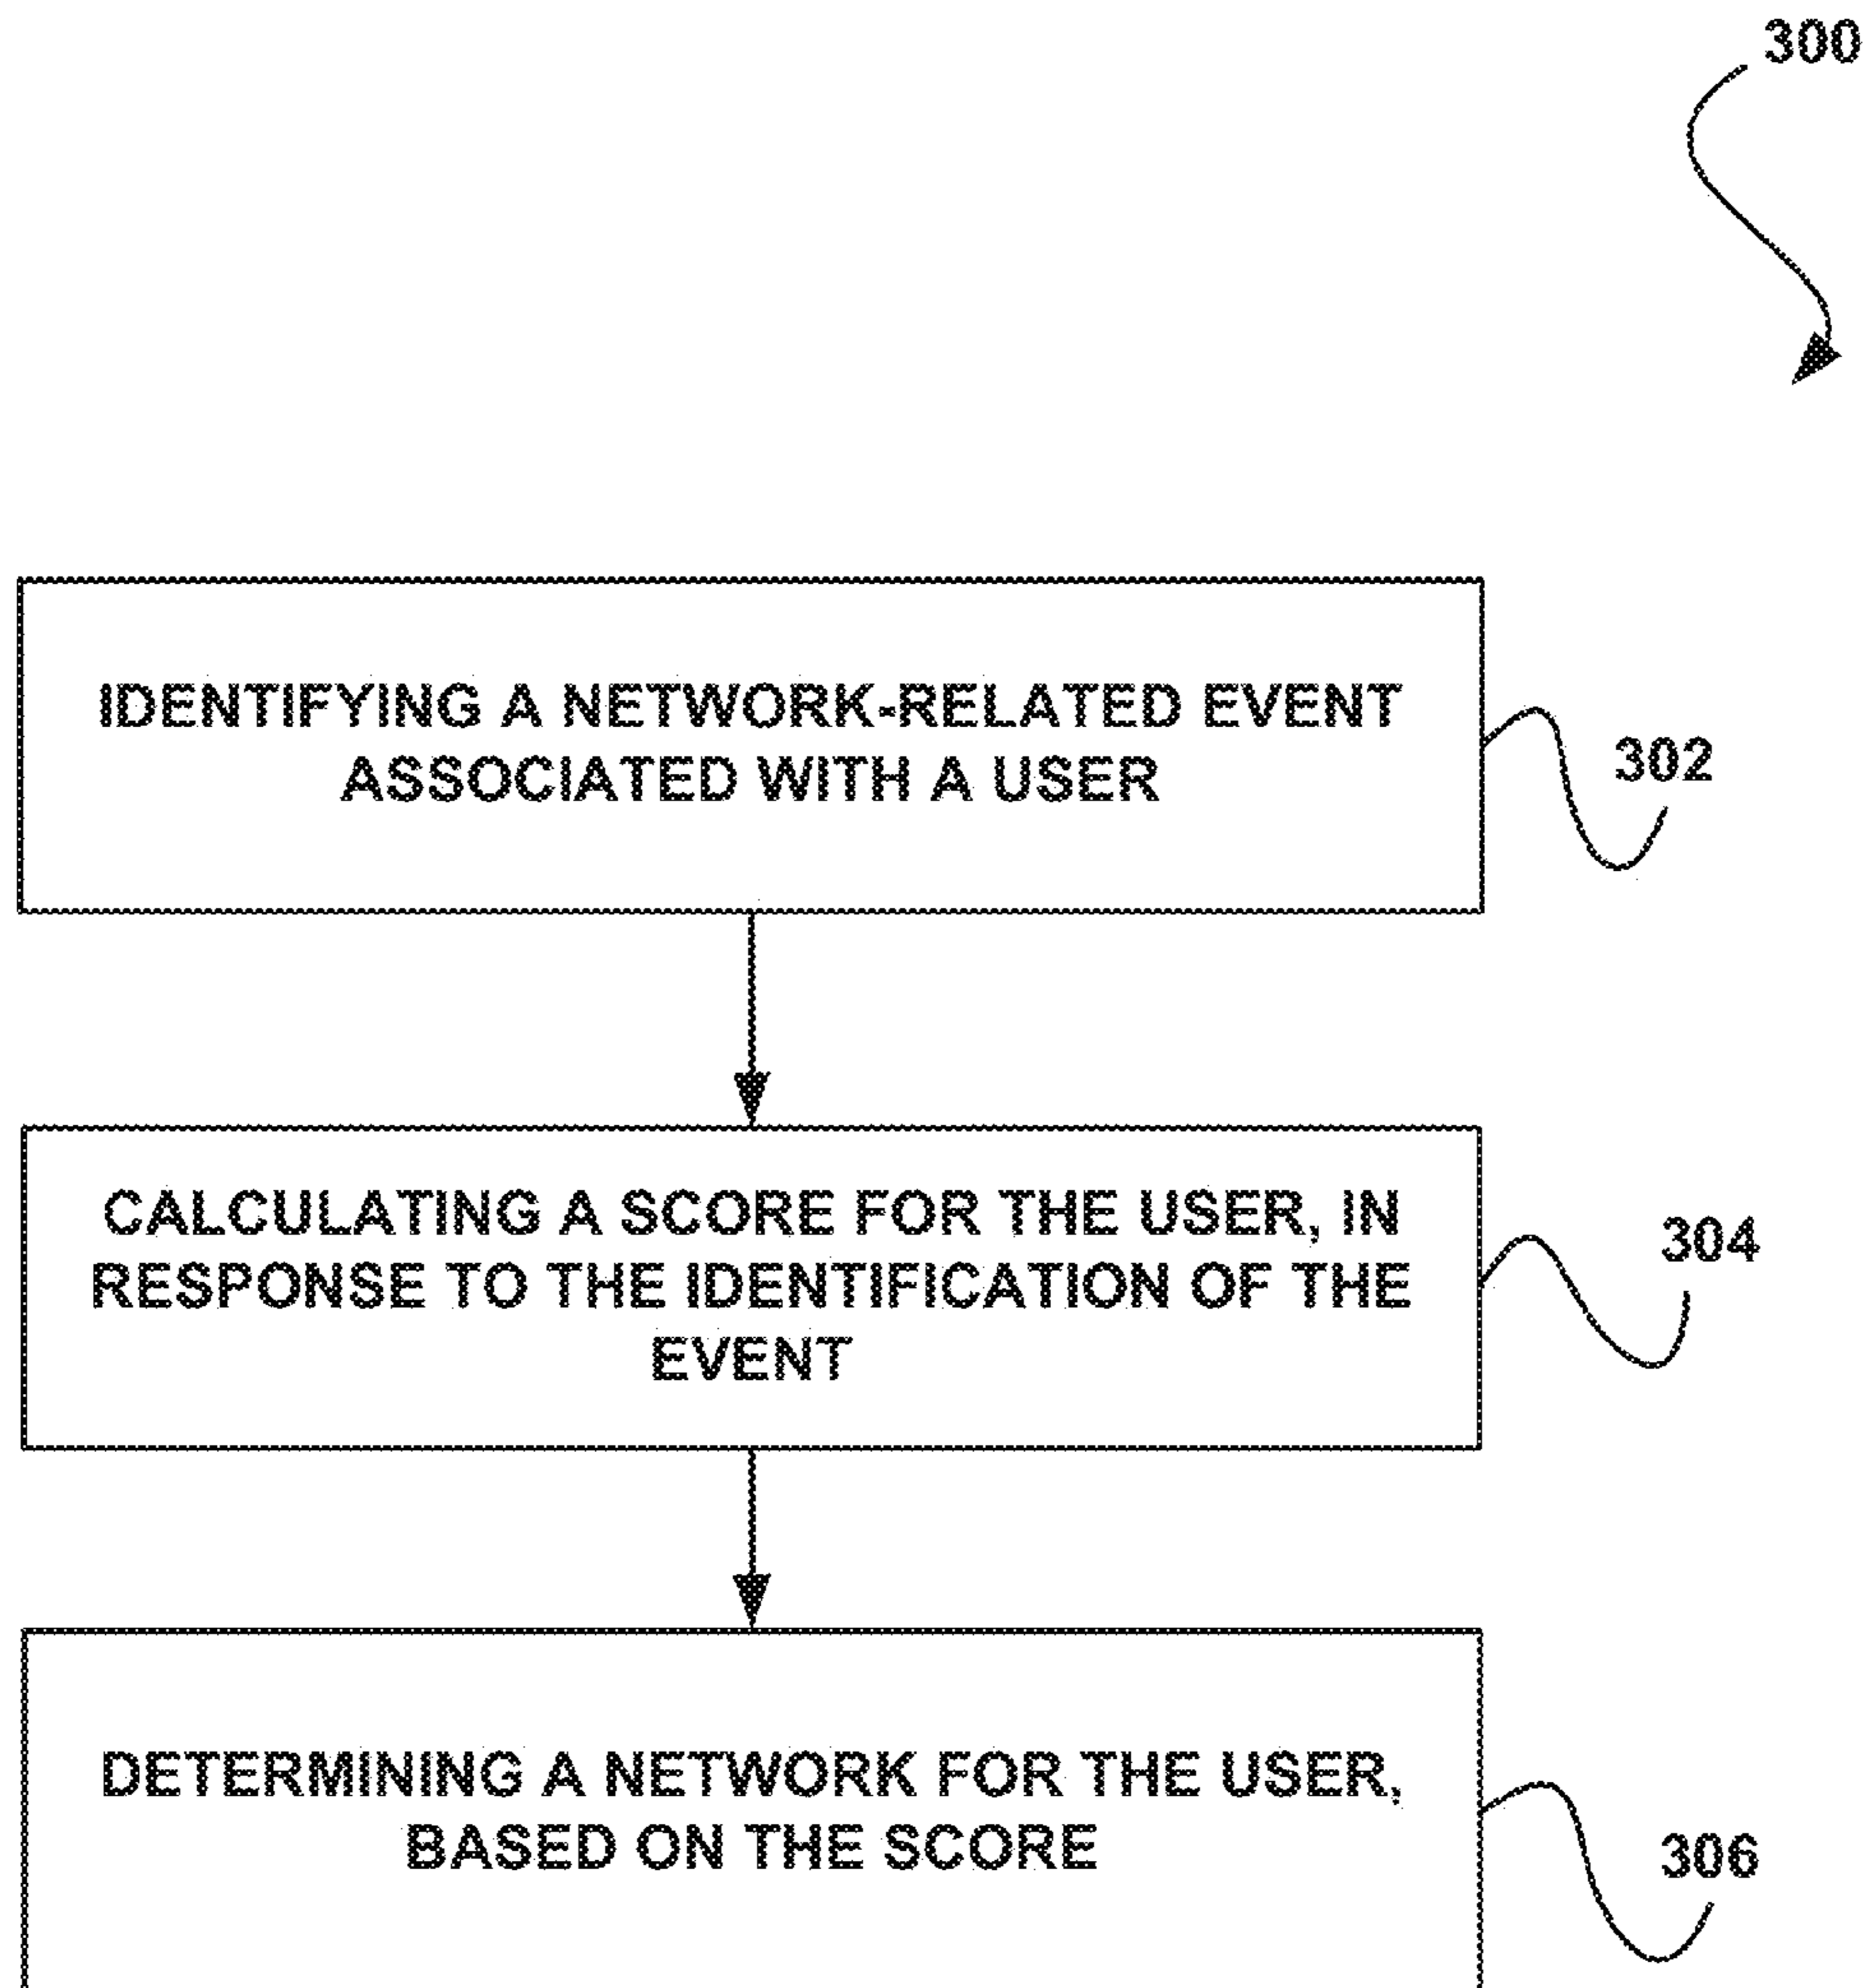 300
IDENTIFYING A NETWORK-RELATED EVENT
ASSOCIATED WITH A USER
302
CALCULATING A SCORE FOR THE USER, IN
RESPONSE TO THE IDENTIFICATION OF THE
EVENT
304
DETERMINING A NETWORK FOR THE USER,
BASED ON THE SCORE
306